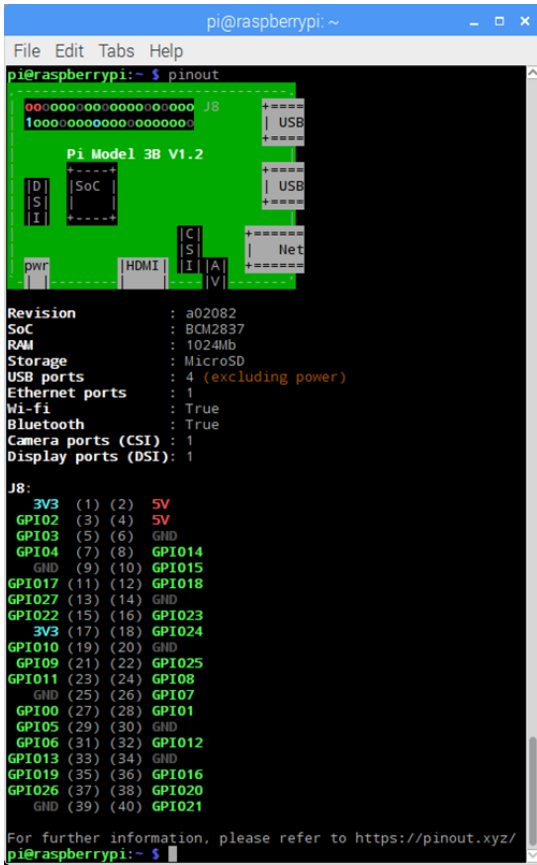 pi@raspberrypi: ~
File Edit Tabs Help
pi@raspberrypi:~ $ pinout
,--------------------------------.
| oooooooooooooooooooo J8     +====
| 1ooooooooooooooooooo        | USB
|                             +====
|      Pi Model 3B V1.2          |
|      +----+                 +====
| |D|  |SoC |                 | USB
| |S|  |    |                 +====
| |I|  +----+                    |
|                   |C|     +======
|                   |S|     |   Net
| pwr        |HDMI| |I||A|  +======
`-| |--------|    |----|V|-------'
Revision           : a02082
SoC                : BCM2837
RAM                : 1024Mb
Storage            : MicroSD
USB ports          : 4 (excluding power)
Ethernet ports     : 1
Wi-fi              : True
Bluetooth          : True
Camera ports (CSI) : 1
Display ports (DSI): 1
J8:
3V3 (1) (2) 5V
GPIO2 (3) (4) 5V
GPIO3 (5) (6) GND
GPIO4 (7) (8) GPIO14
GND (9) (10) GPIO15
GPIO17 (11) (12) GPIO18
GPIO27 (13) (14) GND
GPIO22 (15) (16) GPIO23
3V3 (17) (18) GPIO24
GPIO10 (19) (20) GND
GPIO9 (21) (22) GPIO25
GPIO11 (23) (24) GPIO8
GND (25) (26) GPIO7
GPIO0 (27) (28) GPIO1
GPIO5 (29) (30) GND
GPIO6 (31) (32) GPIO12
GPIO13 (33) (34) GND
GPIO19 (35) (36) GPIO16
GPIO26 (37) (38) GPIO20
GND (39) (40) GPIO21
For further information, please refer to https://pinout.xyz/
pi@raspberrypi:~ $